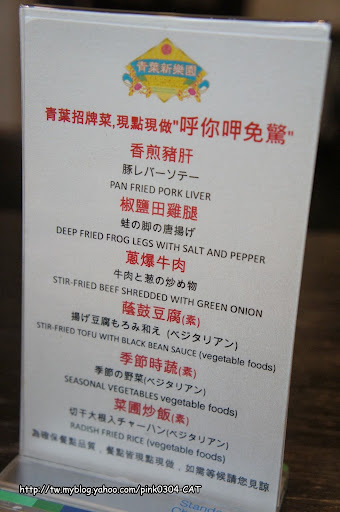 青葉新樂園
青葉招牌菜,現點現做"呼你呷免驚"
香煎豬肝
豚レバーソテー
PAN FRIED PORK LIVER
椒鹽田雞腿
蛙の脚の唐揚げ
DEEP FRIED FROG LEGS WITH SALT AND PEPPER
蔥爆牛肉
牛肉と葱の炒め物
STIR-FRIED BEEF SHREDDED WITH GREEN ONION
蔭鼓豆腐(素)
揚げ豆腐もろみ和え (ベジタリアン)
STIR-FRIED TOFU WITH BLACK BEAN SAUCE (vegetable foods)
季節時蔬(素)
季節の野菜(ベジタリアン)
SEASONAL VEGETABLES vegetable foods)
菜圃炒飯(素)
切干大根入チャーハン(ベジタリアン)
RADISH FRIED RICE (vegetable foods)
為確保餐點品質，餐點皆現點現做，如需等候請您見諒
http://tw.myblog.yahoo.com/pink0304-CAT